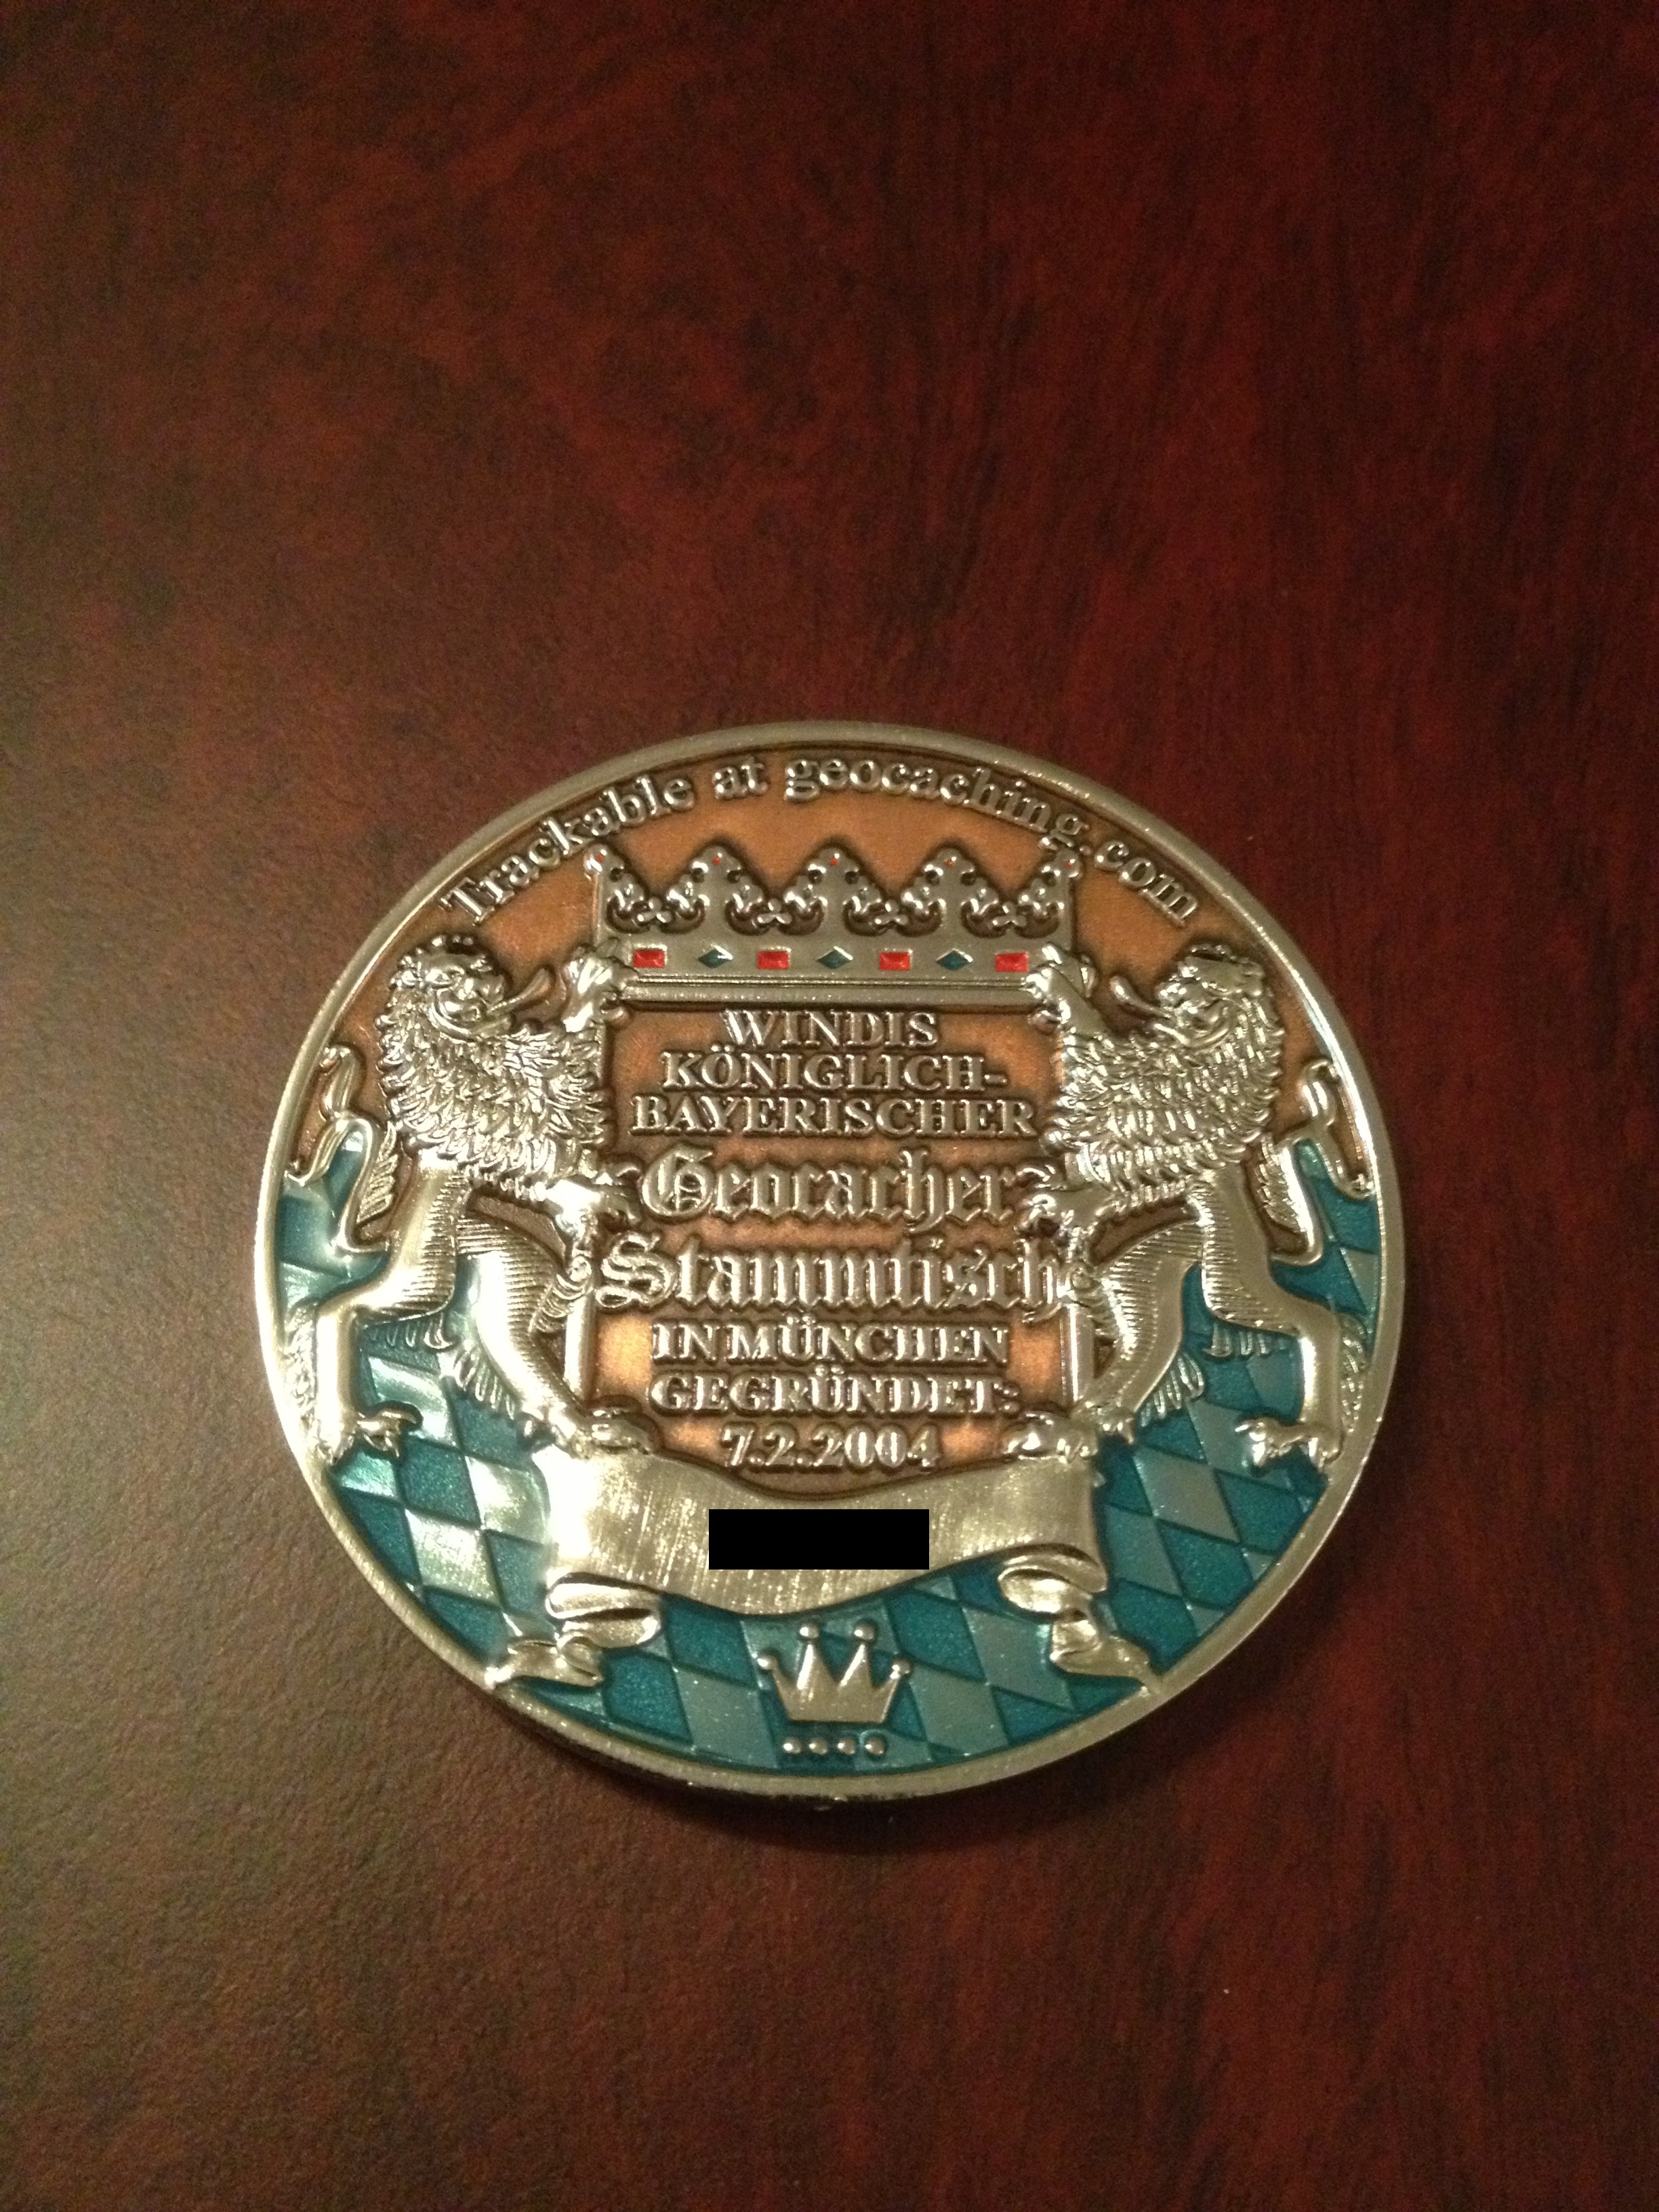 Trackable at geocaching.com
WINDIS
KÖNIGLICH-
BAYERISCHER
Geocacher
Stammtisch
IN MÜNCHEN
GEGRÜNDET:
7.2.2004